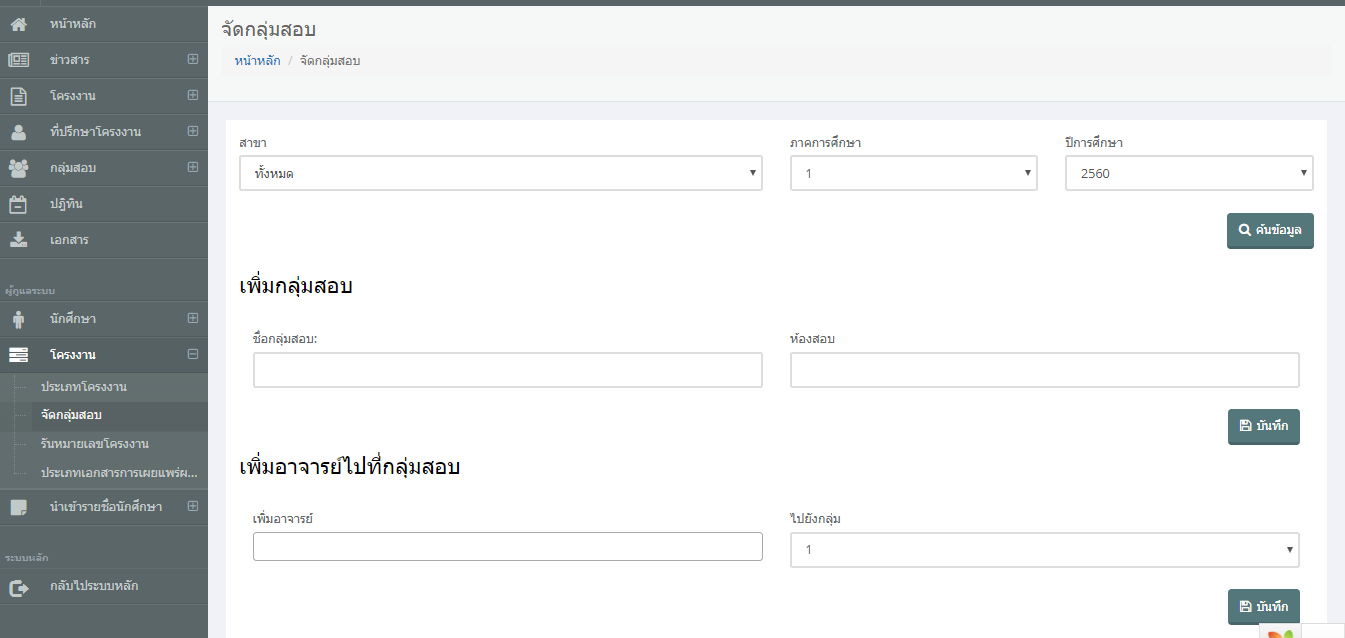 หน้าหลัก
ข่าวสาร
โครงงาน
ที่ปรึกษาโครงงาน
กลุ่มสอบ
ปฏิทิน
เอกสาร
ผู้ดูแลระบบ
นักศึกษา
โครงงาน
ประเภทโครงงาน
จัดกลุ่มสอบ
รันหมายเลขโครงงาน
ประเภทเอกสารการเผยแพร่ผ...
นำเข้ารายชื่อนักศึกษา
ระบบหลัก
กลับไประบบหลัก
จัดกลุ่มสอบ
หน้าหลัก / จัดกลุ่มสอบ
สาขา ภาคการศึกษา ปีการศึกษา
ทั้งหมด 1 2560
ค้นข้อมูล
เพิ่มกลุ่มสอบ
ชื่อกลุ่มสอบ: ห้องสอบ
บันทึก
เพิ่มอาจารย์ไปที่กลุ่มสอบ
เพิ่มอาจารย์ ไปยังกลุ่ม
1
บันทึก